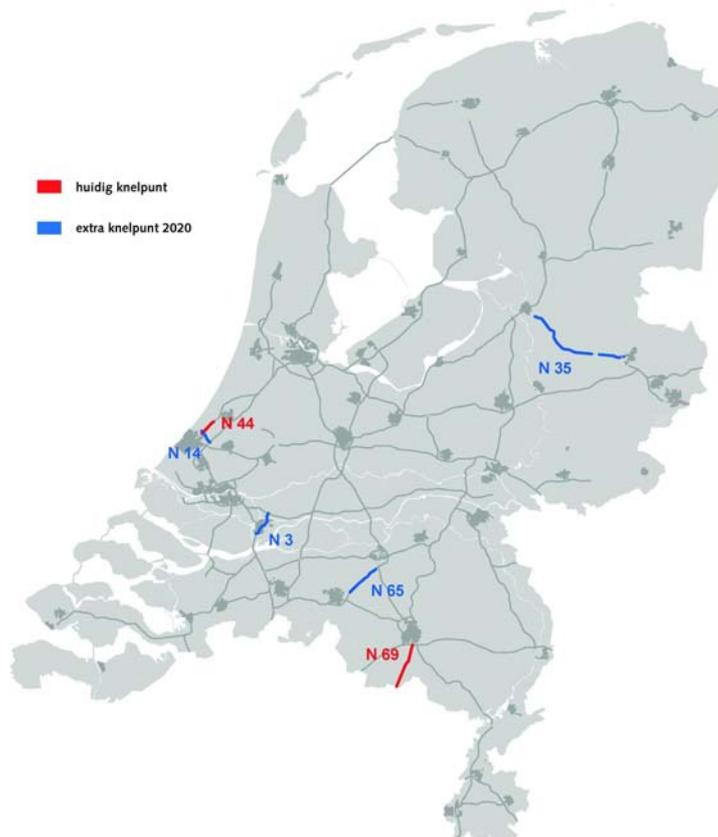 huidig knelpunt
extra knelpunt 2020
N 35
N 44
N 14
N 3
N 65
N 69